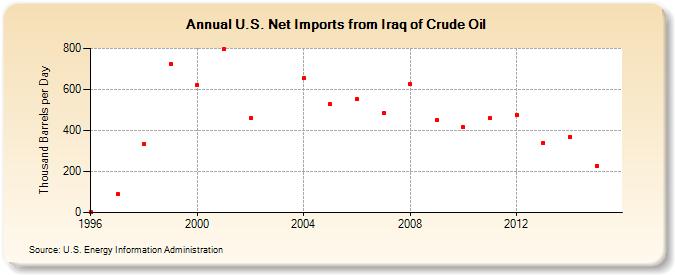 Annual U.S. Net Imports from Iraq of Crude Oil
Thousand Barrels per Day
800
600
400
200
0
1996 2000 2004 2008 2012
Source: U.S. Energy Information Administration